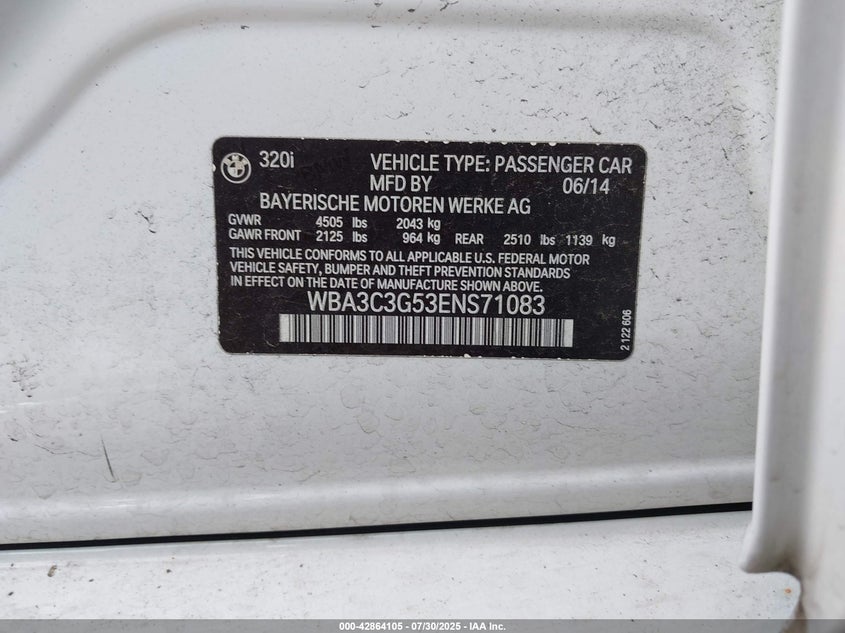 320i VEHICLE TYPE: PASSENGER CAR
MFD BY 06/14
BAYERISCHE MOTOREN WERKE AG
GVWR 4505 lbs 2043 kg
GAWR FRONT 2125 lbs 964 kg REAR 2510 lbs 1139 kg
THIS VEHICLE CONFORMS TO ALL APPLICABLE U.S. FEDERAL MOTOR
VEHICLE SAFETY, BUMPER AND THEFT PREVENTION STANDARDS
IN EFFECT ON THE DATE OF MANUFACTURE SHOWN ABOVE.
WBA3C3G53ENS71083
2 122 606
000-42864105 - 07/30/2025 - IAA Inc.